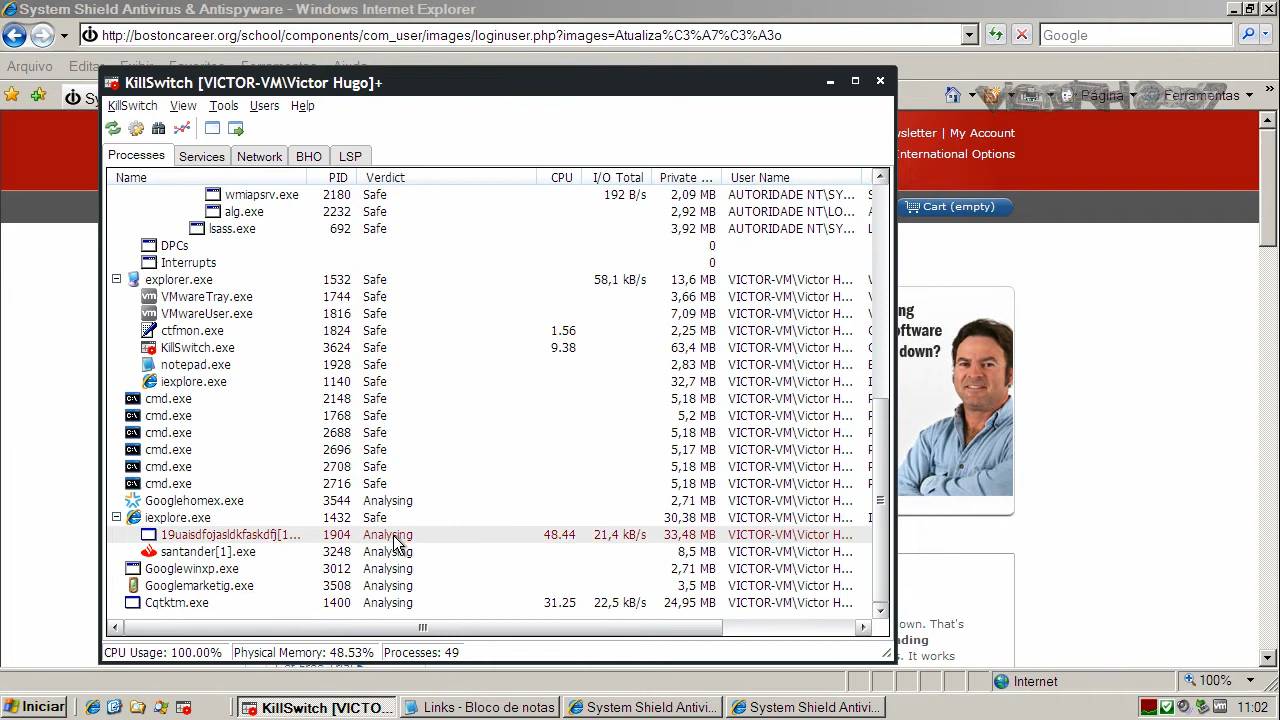 System Shield Antivirus & Antispyware - Windows Internet Explorer
http://bostoncareer.org/school/components/com_user/images/loginuser.php?images=Atualiza%C3%A7%C3%A3o
Google
Arquivo Editar
KillSwitch [VICTOR-VM\Victor Hugo]+
Página Ferramentas
KillSwitch View Tools Users Help
wsletter | My Account
International Options
Processes Services Network BHO LSP
Name PID Verdict CPU I/O Total Private ... User Name
wmiapsrv.exe 2180 Safe 192 B/s 2,09 MB AUTORIDADE NT\SY...
Cart (empty)
alg.exe 2232 Safe 2,92 MB AUTORIDADE NT\LO...
lsass.exe 692 Safe 3,92 MB AUTORIDADE NT\SY...
DPCs 0
Interrupts 0
explorer.exe 1532 Safe 58,1 kB/s 13,6 MB VICTOR-VM\Victor H...
VMwareTray.exe 1744 Safe 3,66 MB VICTOR-VM\Victor H...
VMwareUser.exe 1816 Safe 7,09 MB VICTOR-VM\Victor H...
ctfmon.exe 1824 Safe 1.56 2,25 MB VICTOR-VM\Victor H...
KillSwitch.exe 3624 Safe 9.38 63,4 MB VICTOR-VM\Victor H...
notepad.exe 1928 Safe 2,83 MB VICTOR-VM\Victor H...
iexplore.exe 1140 Safe 32,7 MB VICTOR-VM\Victor H...
ing
oftware
down?
cmd.exe 2148 Safe 5,18 MB VICTOR-VM\Victor H...
cmd.exe 1768 Safe 5,2 MB VICTOR-VM\Victor H...
cmd.exe 2688 Safe 5,18 MB VICTOR-VM\Victor H...
cmd.exe 2696 Safe 5,17 MB VICTOR-VM\Victor H...
cmd.exe 2708 Safe 5,18 MB VICTOR-VM\Victor H...
cmd.exe 2716 Safe 5,18 MB VICTOR-VM\Victor H...
Googlehomex.exe 3544 Analysing 2,71 MB VICTOR-VM\Victor H...
iexplore.exe 1432 Safe 30,38 MB VICTOR-VM\Victor H...
19uaisdfojasldkfaskdfj[1... 1904 Analysing 48.44 21,4 kB/s 33,48 MB VICTOR-VM\Victor H...
santander[1].exe 3248 Analysing 8,5 MB VICTOR-VM\Victor H...
Googlewinxp.exe 3012 Analysing 2,71 MB VICTOR-VM\Victor H...
Googlemarketig.exe 3508 Analysing 3,5 MB VICTOR-VM\Victor H...
Cqtktm.exe 1400 Analysing 31.25 22,5 kB/s 24,95 MB VICTOR-VM\Victor H...
own. That's
nding
s. It works
CPU Usage: 100.00% Physical Memory: 48.53% Processes: 49
Internet 100%
Iniciar KillSwitch [VICTO... Links - Bloco de notas System Shield Antivi... System Shield Antivi... 11:02